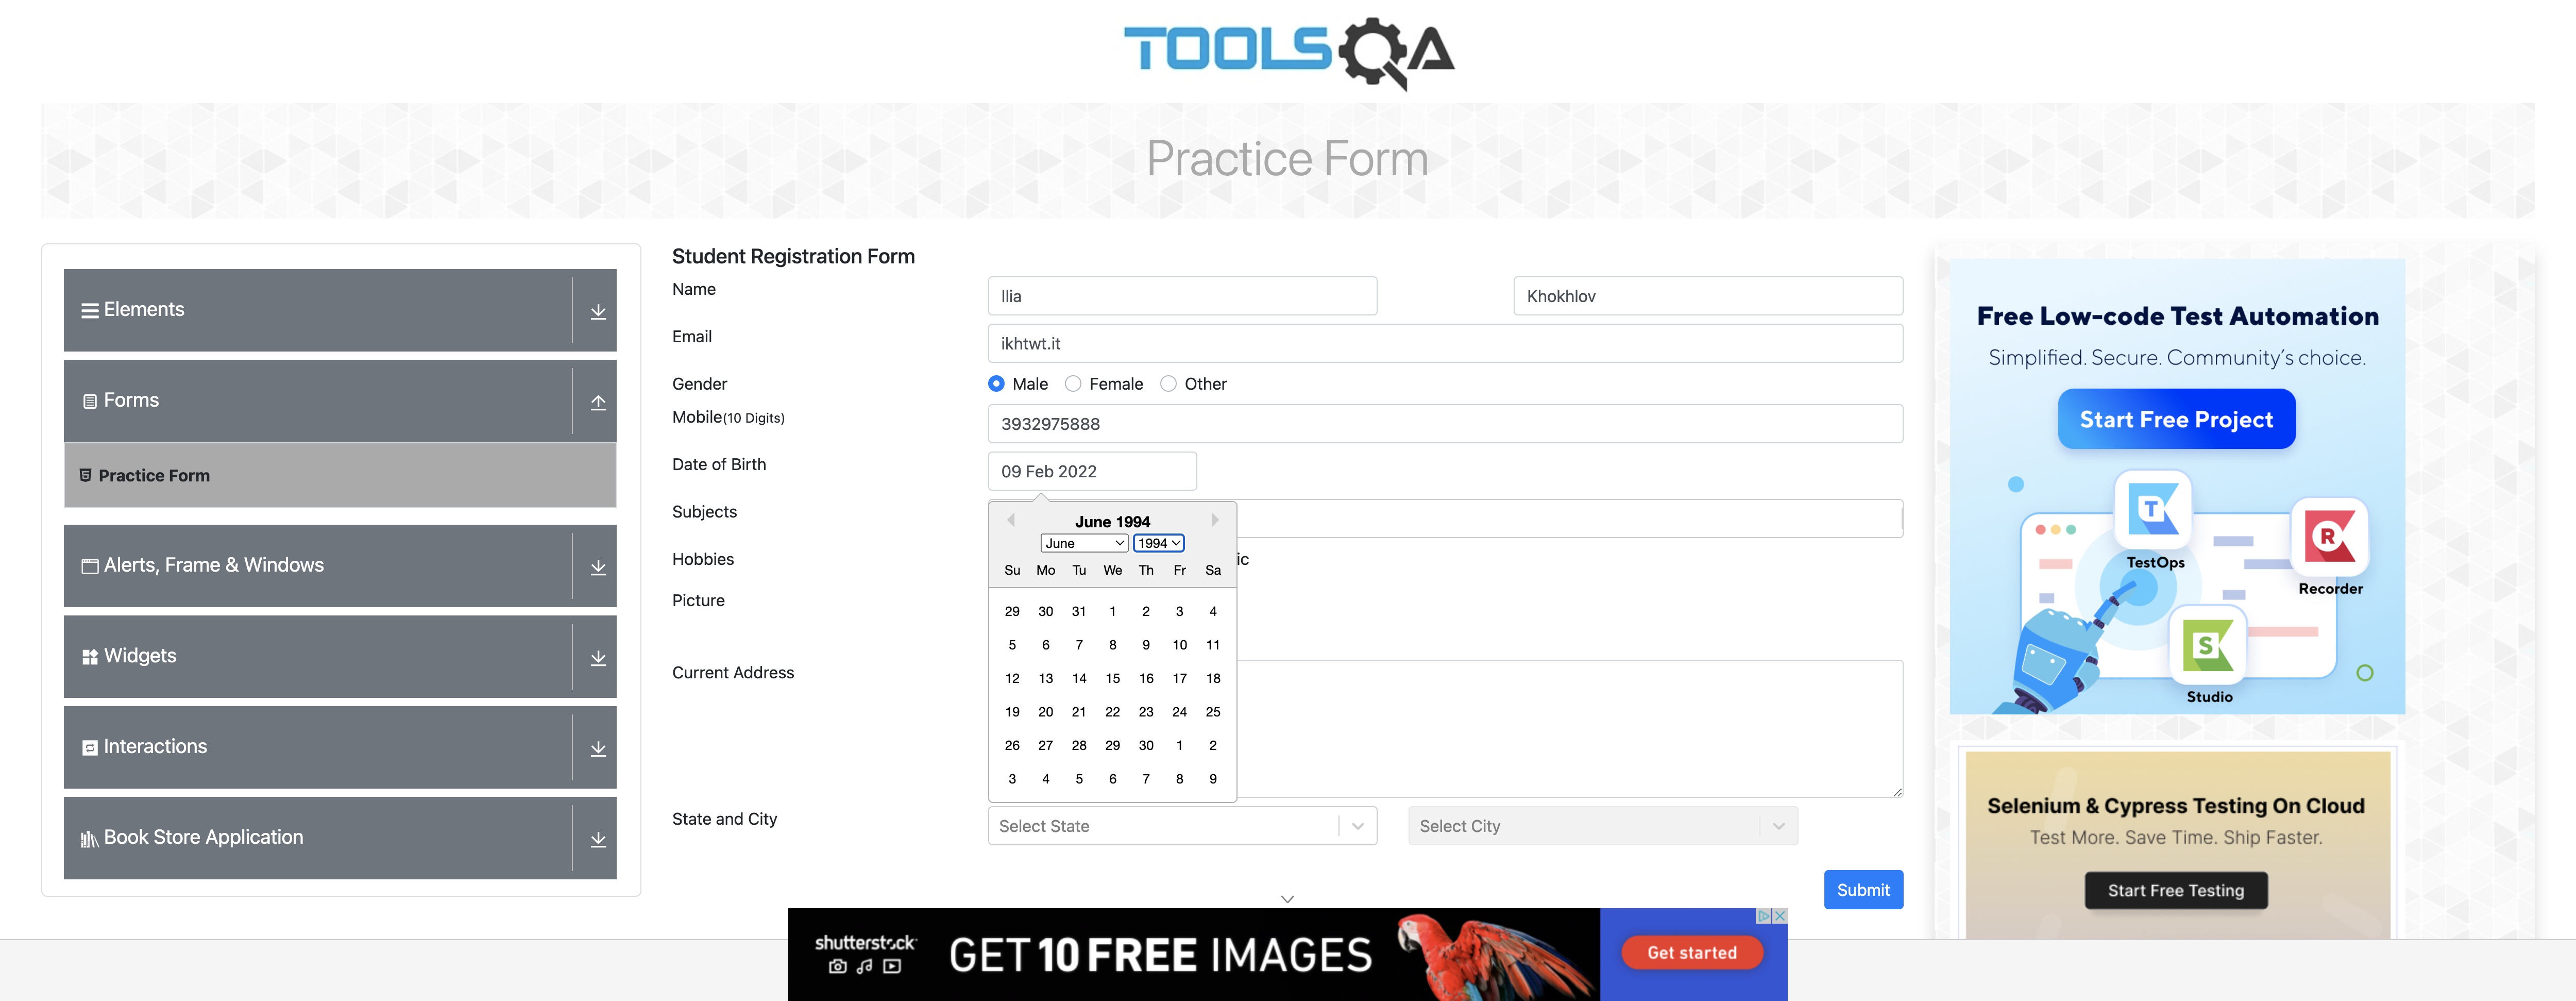 TOOLSQA
Practice Form
Elements
Forms
Practice Form
Alerts, Frame & Windows
Widgets
Interactions
Book Store Application
Student Registration Form
Name
Ilia
Khokhlov
Email
ikhtwt.it
Gender
Male
Female
Other
Mobile(10 Digits)
3932975888
Date of Birth
09 Feb 2022
Subjects
June 1994
June
1994
Su Mo Tu We Th Fr Sa
29 30 31 1 2 3 4
5 6 7 8 9 10 11
12 13 14 15 16 17 18
19 20 21 22 23 24 25
26 27 28 29 30 1 2
3 4 5 6 7 8 9
Hobbies
ic
Picture
Current Address
State and City
Select State
Select City
Submit
Free Low-code Test Automation
Simplified. Secure. Community's choice.
Start Free Project
T
TestOps
R
Recorder
S
Studio
Selenium & Cypress Testing On Cloud
Test More. Save Time. Ship Faster.
Start Free Testing
shutterstock
GET 10 FREE IMAGES
Get started